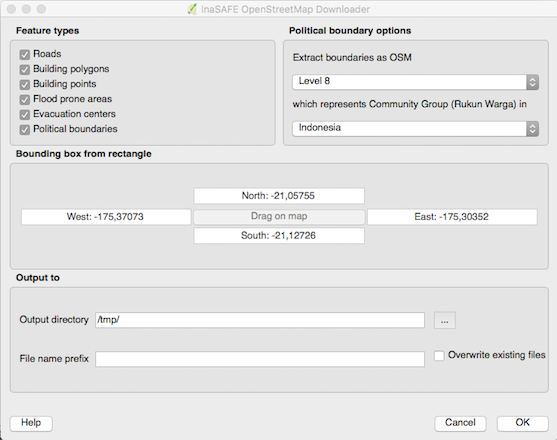 InaSAFE OpenStreetMap Downloader
Feature types
Roads
Building polygons
Building points
Flood prone areas
Evacuation centers
Political boundaries
Political boundary options
Extract boundaries as OSM
Level 8
which represents Community Group (Rukun Warga) in
Indonesia
Bounding box from rectangle
North: -21,05755
West: -175,37073
Drag on map
East: -175,30352
South: -21,12726
Output to
Output directory
/tmp/
...
File name prefix
Overwrite existing files
Help
Cancel
OK